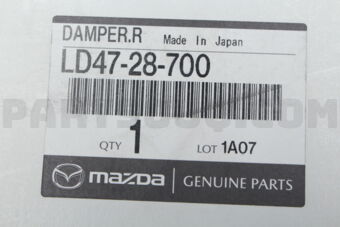 DAMPER.R Made In Japan
LD47-28-700
QTY 1 LOT 1A07
mazda GENUINE PARTS